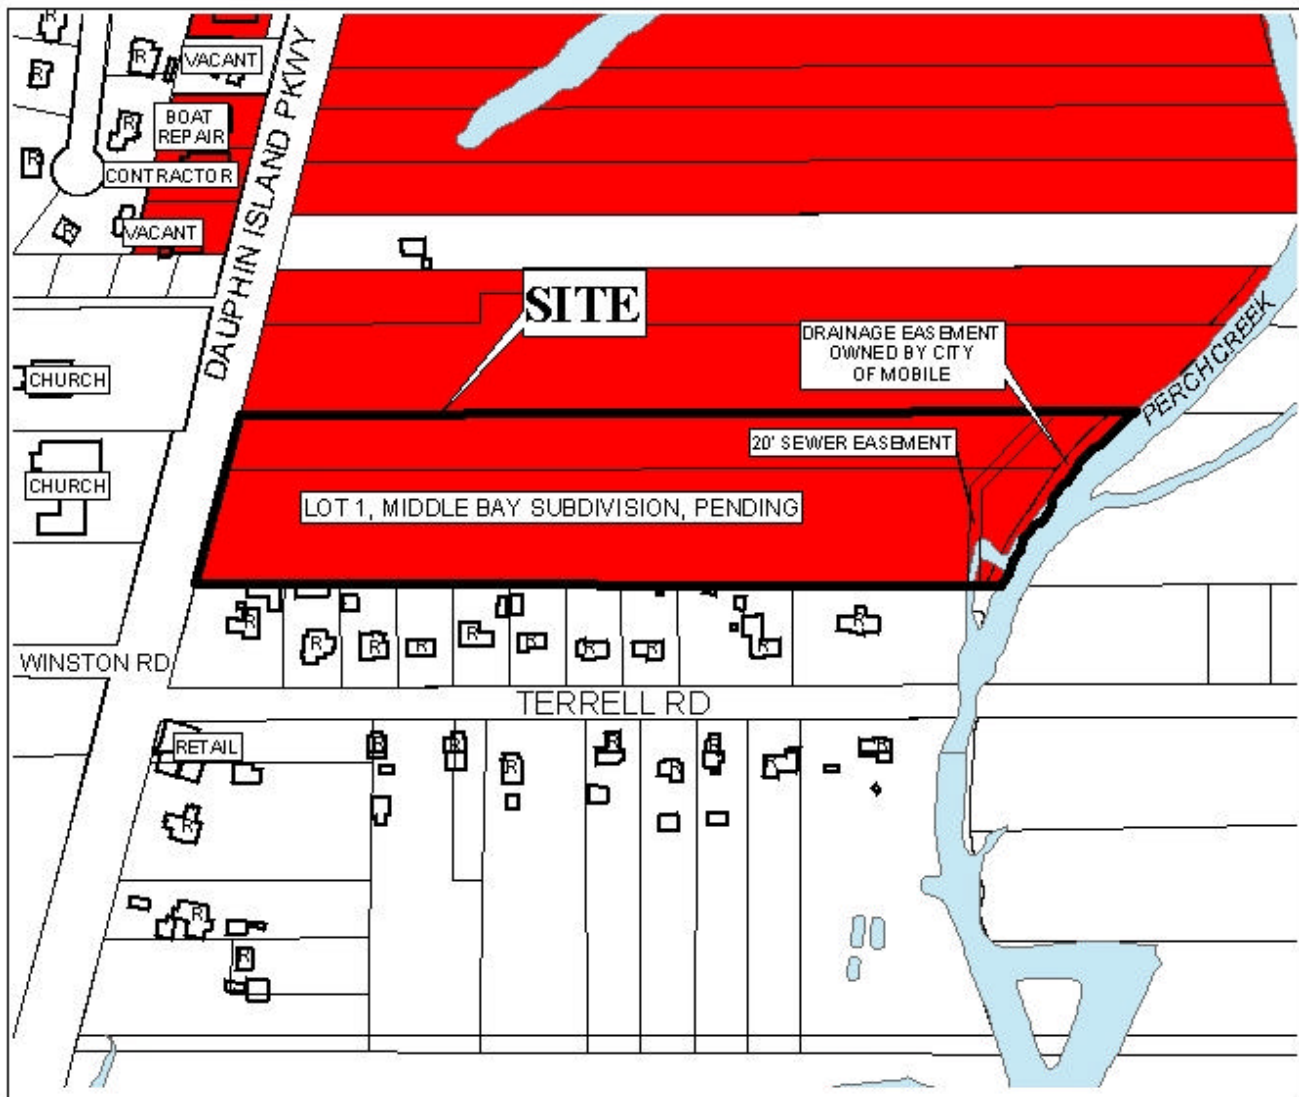 R
R
VACANT
R
BOAT
REPAIR
R
R
CONTRACTOR
R
VACANT
DAUPHIN ISLAND PKWY
SITE
DRAINAGE EASEMENT
OWNED BY CITY
OF MOBILE
PERCH CREEK
CHURCH
20' SEWER EASEMENT
CHURCH
LOT 1, MIDDLE BAY SUBDIVISION, PENDING
R
R
R
R
R
R
R
R
R
R
WINSTON RD
TERRELL RD
RETAIL
R
R
R
R
R
R
R
R
R
R
R